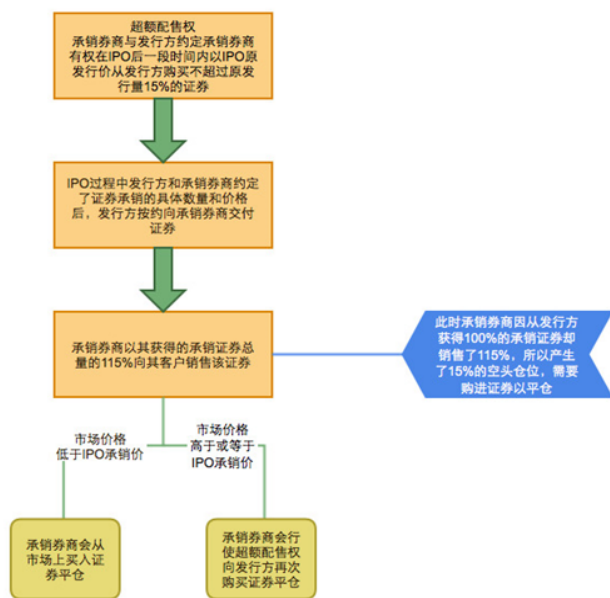 超额配售权
承销券商与发行方约定承销券商
有权在IPO后一段时间内以IPO原
发行价从发行方购买不超过原发
行量15%的证券
IPO过程中发行方和承销券商约定
了证券承销的具体数量和价格
后，发行方按约向承销券商交付
证券
承销券商以其获得的承销证券总
量的115%向其客户销售该证券
此时承销券商因从发行方
获得100%的承销证券却
销售了115%，所以产生
了15%的空头仓位，需要
购进证券以平仓
市场价格
低于IPO承销价
市场价格
高于或等于
IPO承销价
承销券商会从
市场上买入证
券平仓
承销券商会行
使超额配售权
向发行方再次
购买证券平仓